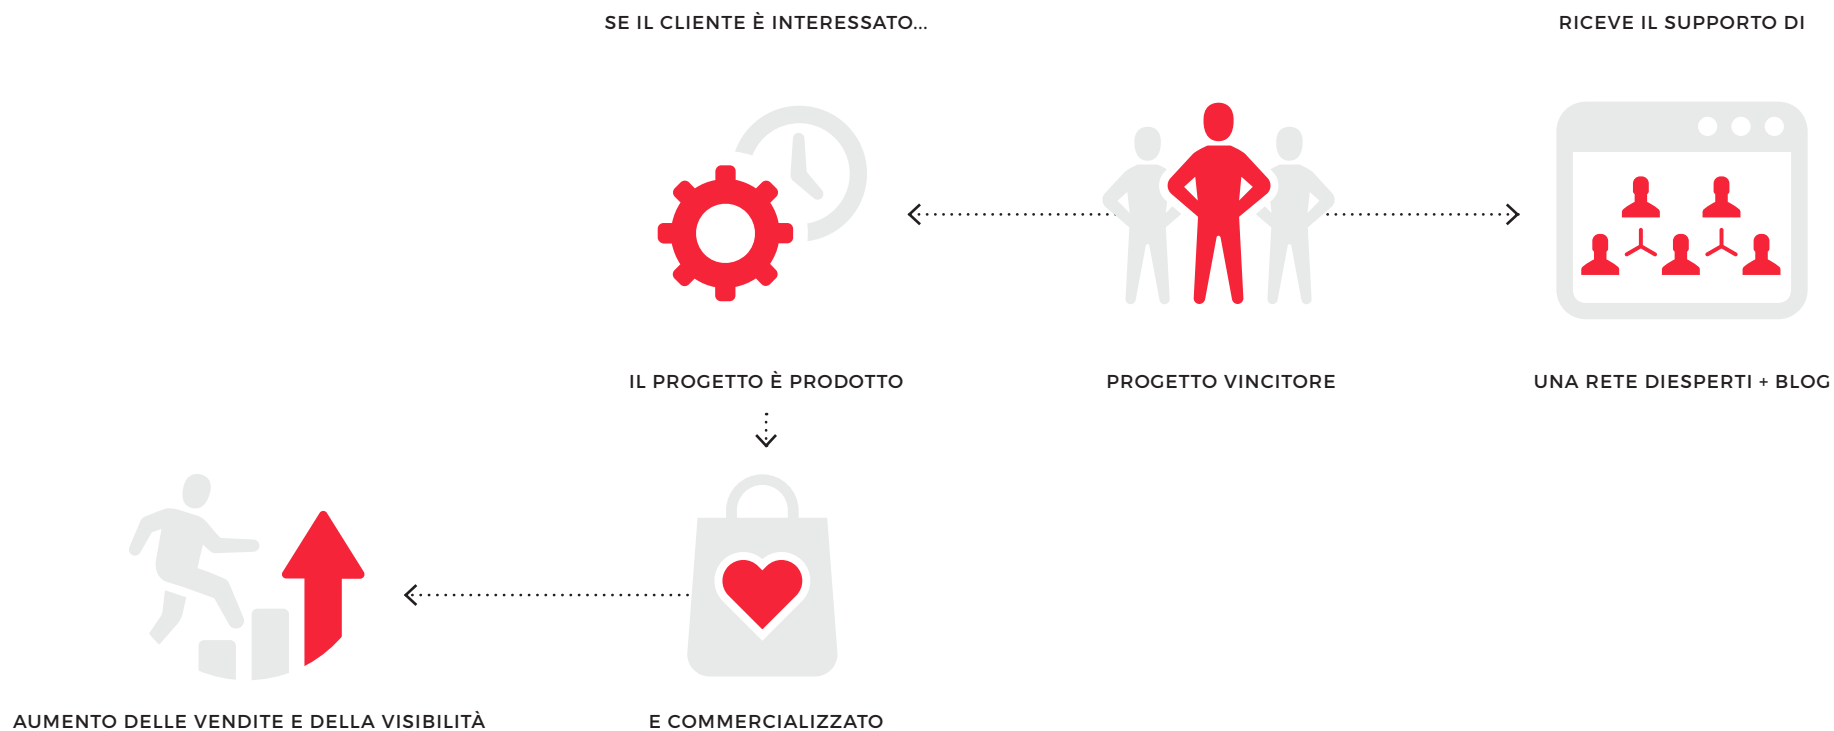 SE IL CLIENTE È INTERESSATO...
RICEVE IL SUPPORTO DI
IL PROGETTO È PRODOTTO
PROGETTO VINCITORE
UNA RETE DIESPERTI + BLOG
AUMENTO DELLE VENDITE E DELLA VISIBILITÀ
E COMMERCIALIZZATO